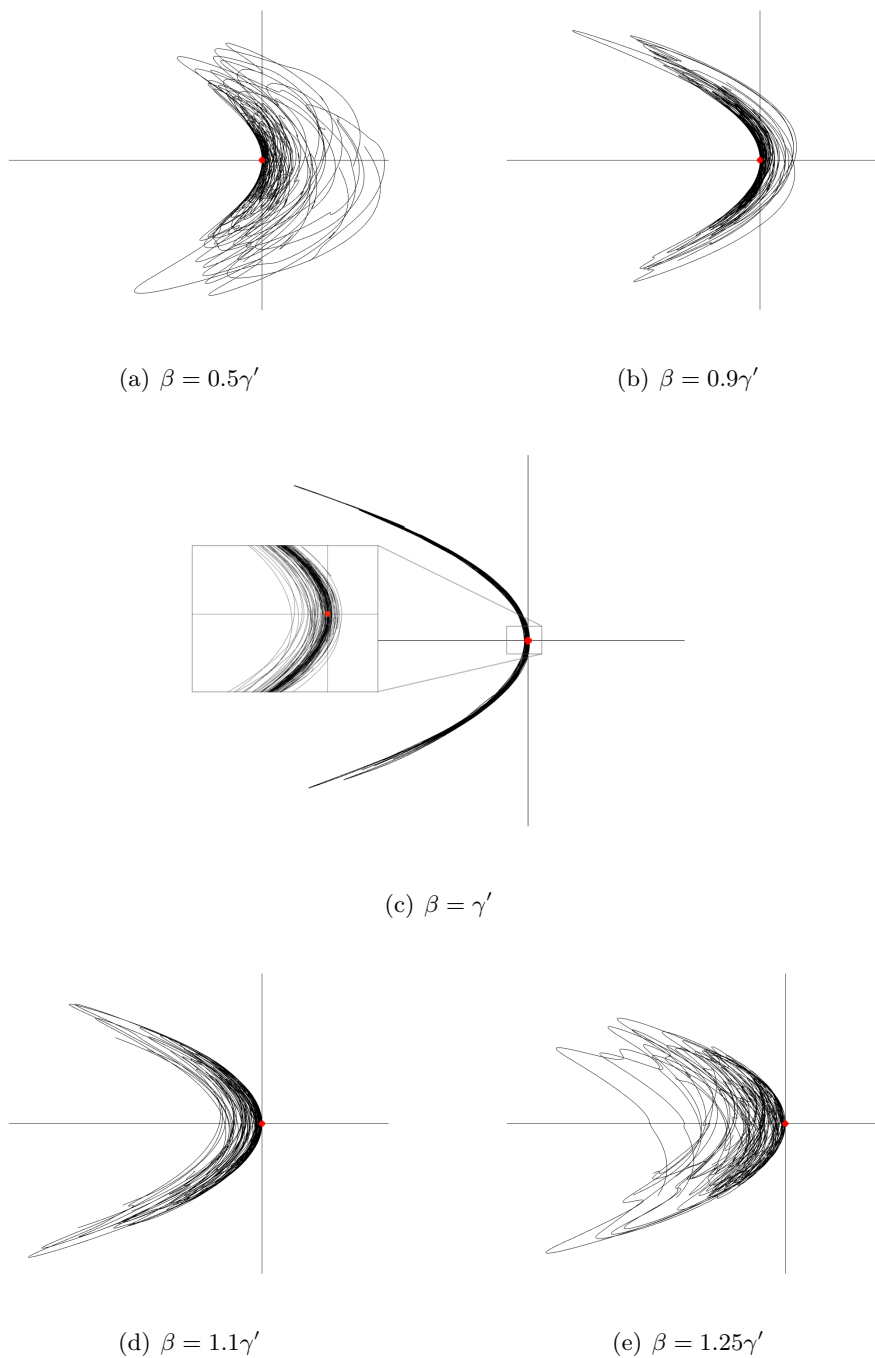 (a) β = 0.5γ′
(b) β = 0.9γ′
(c) β = γ′
(d) β = 1.1γ′
(e) β = 1.25γ′